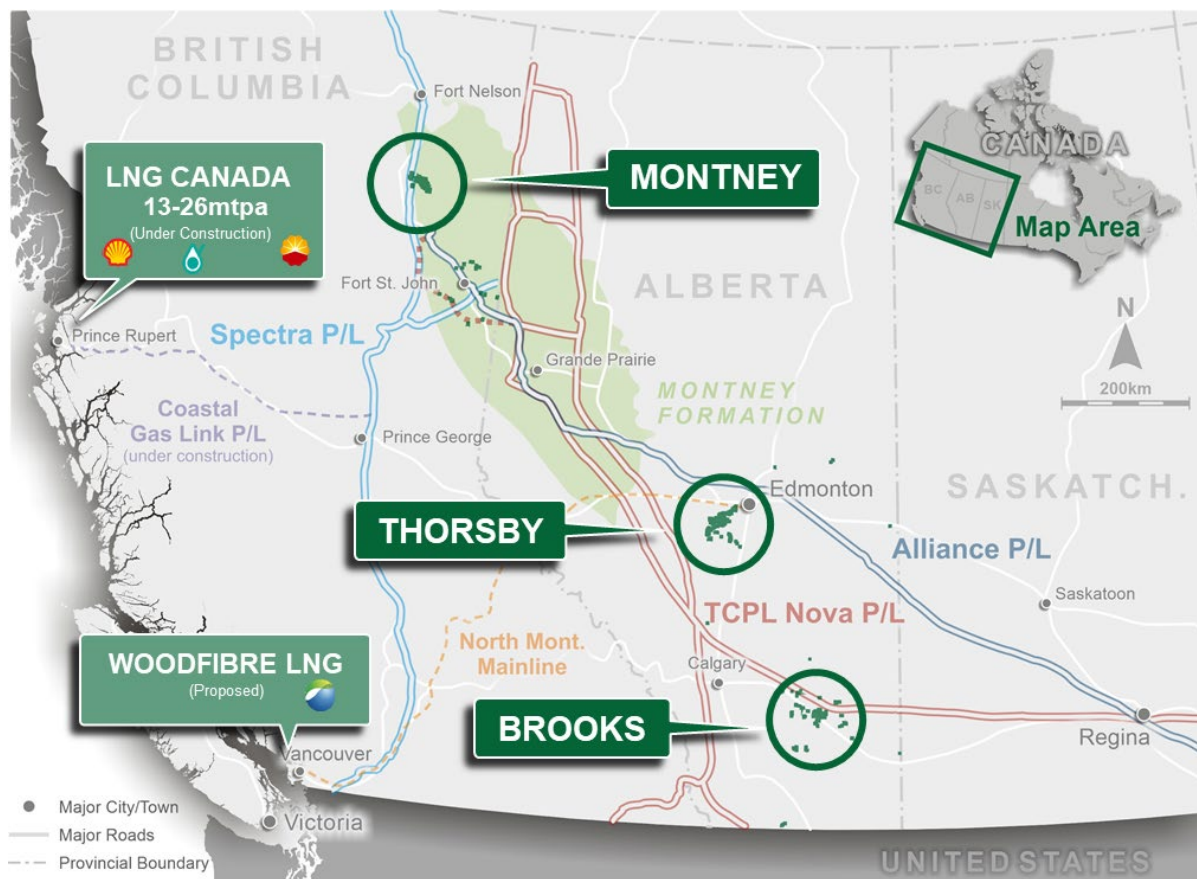 BRITISH
COLUMBIA
Fort Nelson
LNG CANADA
13-26mtpa
(Under Construction)
MONTNEY
CANADA
BC
AB
SK
Map Area
Fort St. John
ALBERTA
N
200km
Prince Rupert
Spectra P/L
Grande Prairie
MONTNEY
FORMATION
Coastal
Gas Link P/L
(under construction)
Prince George
Edmonton
SASKATCH.
THORSBY
Alliance P/L
Saskatoon
TCPL Nova P/L
North Mont.
Mainline
WOODFIBRE LNG
(Proposed)
Calgary
BROOKS
Regina
Vancouver
Victoria
Major City/Town
Major Roads
Provincial Boundary
UNITED STATES